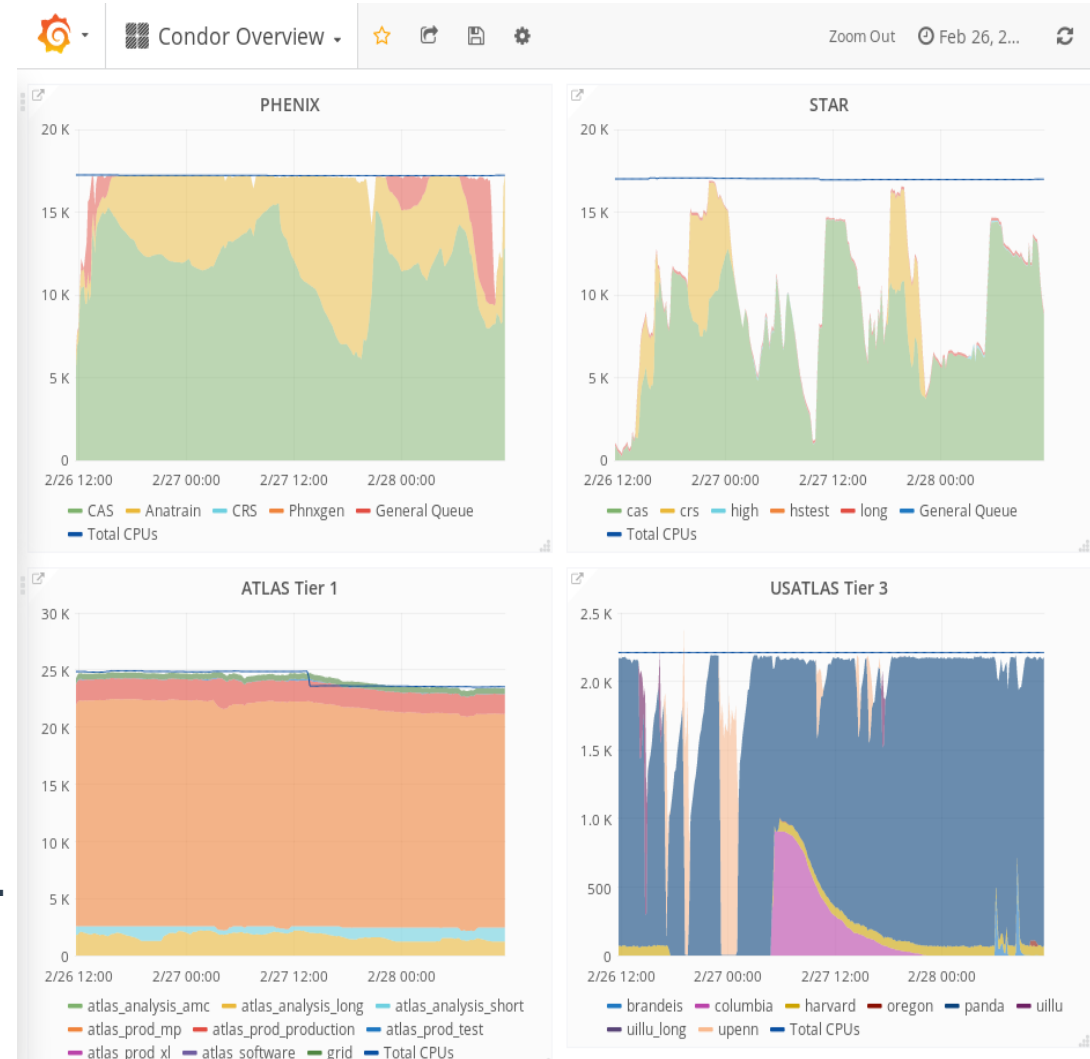 Condor Overview
Zoom Out Feb 26, 2...
PHENIX
20 K
15 K
10 K
5 K
0
2/26 12:00 2/27 00:00 2/27 12:00 2/28 00:00
CAS Anatrain CRS Phnxgen General Queue
Total CPUs
STAR
20 K
15 K
10 K
5 K
0
2/26 12:00 2/27 00:00 2/27 12:00 2/28 00:00
cas crs high hstest long General Queue
Total CPUs
ATLAS Tier 1
30 K
25 K
20 K
15 K
10 K
5 K
0
2/26 12:00 2/27 00:00 2/27 12:00 2/28 00:00
atlas_analysis_amc atlas_analysis_long atlas_analysis_short
atlas_prod_mp atlas_prod_production atlas_prod_test
atlas_prod_xl atlas_software grid Total CPUs
USATLAS Tier 3
2.5 K
2.0 K
1.5 K
1.0 K
500
0
2/26 12:00 2/27 00:00 2/27 12:00 2/28 00:00
brandeis columbia harvard oregon panda uillu
uillu_long upenn Total CPUs